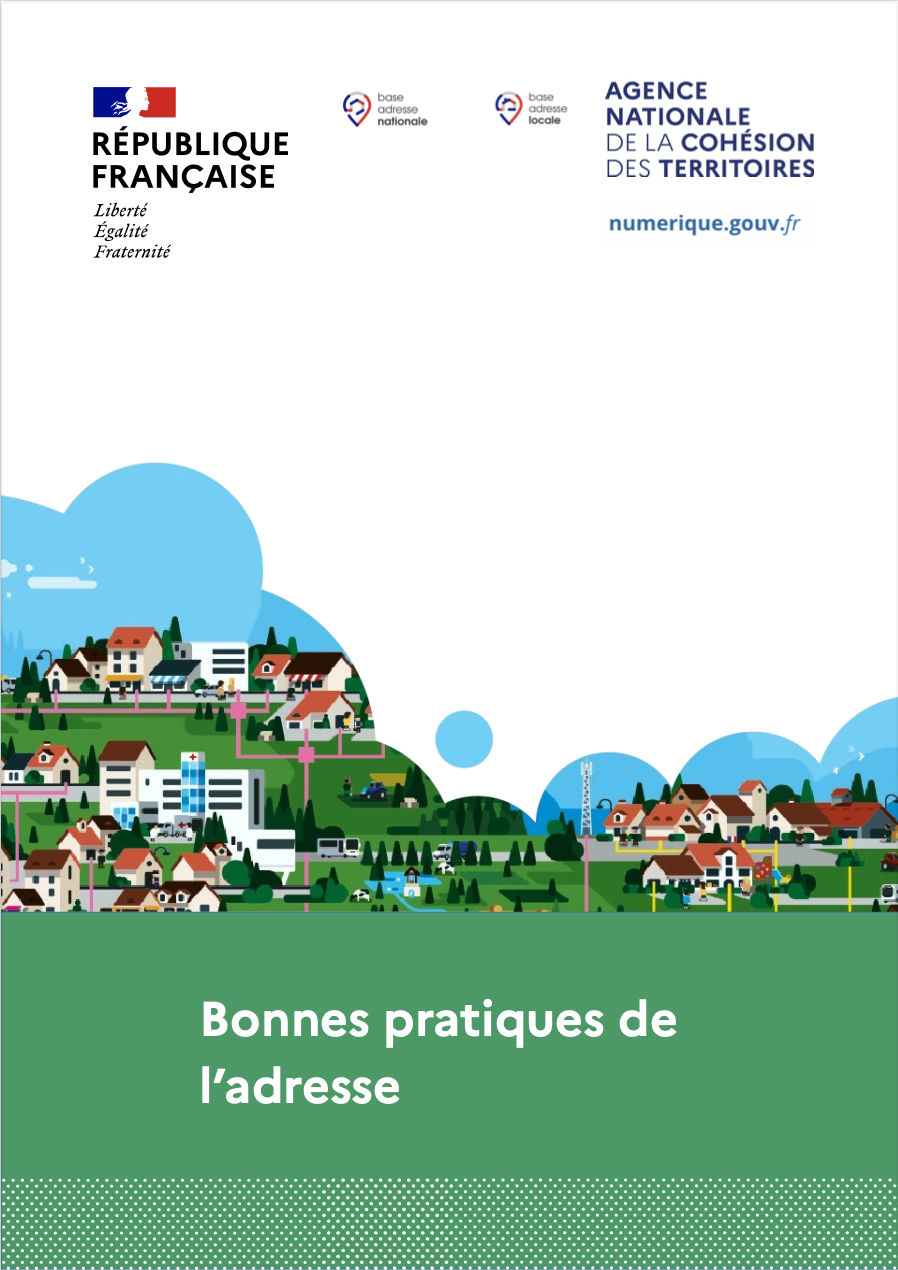 RÉPUBLIQUE
FRANÇAISE
Liberté
Égalité
Fraternité
base
adresse
nationale
base
adresse
locale
AGENCE
NATIONALE
DE LA COHÉSION
DES TERRITOIRES
numerique.gouv.fr
Bonnes pratiques de
l’adresse